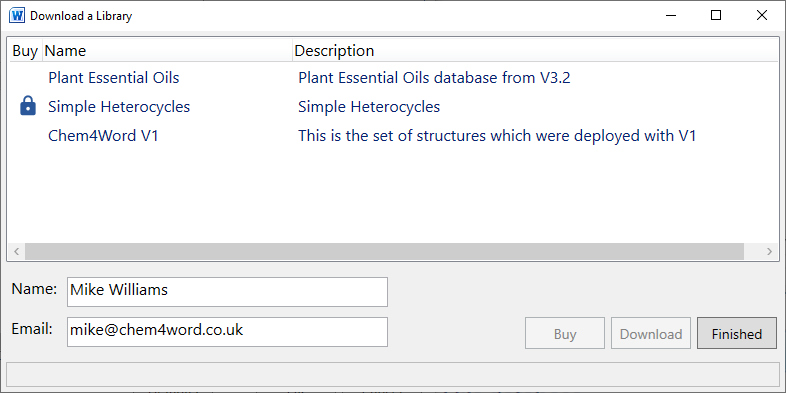 Download a Library
Buy Name Description
Plant Essential Oils Plant Essential Oils database from V3.2
Simple Heterocycles Simple Heterocycles
Chem4Word V1 This is the set of structures which were deployed with V1
Name: Mike Williams
Email: mike@chem4word.co.uk
Buy Download Finished